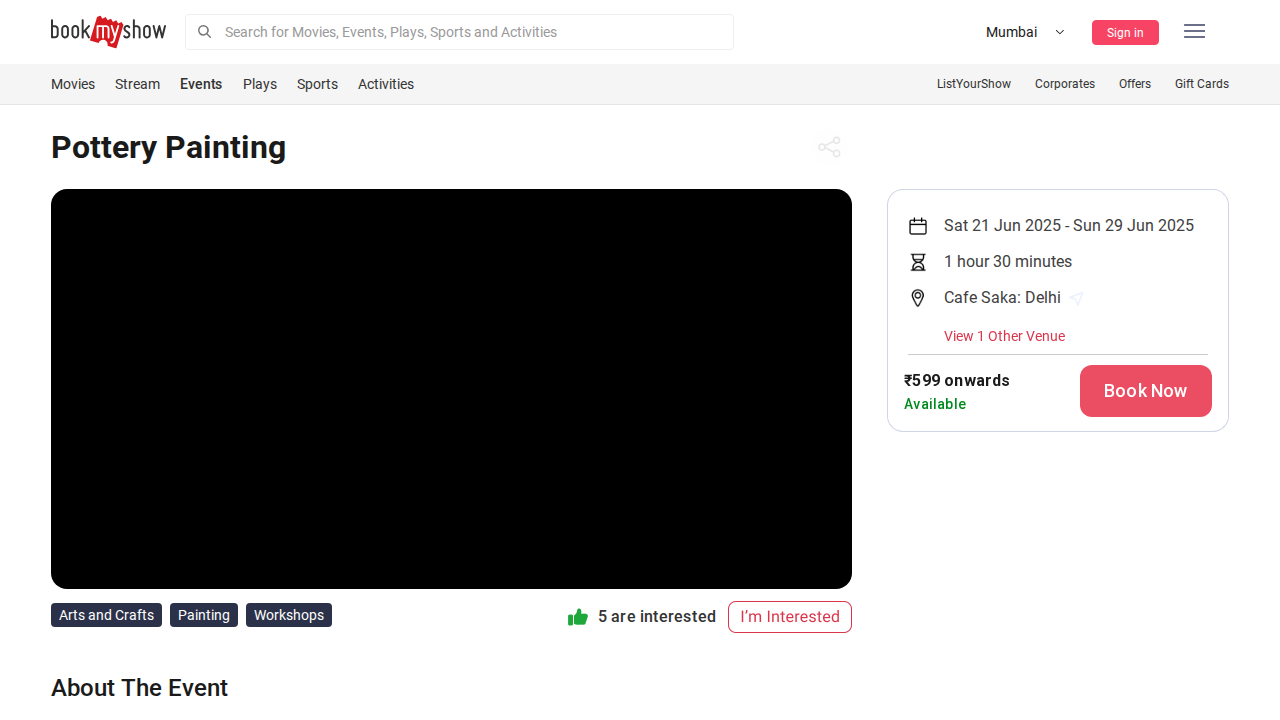 bookmyshow
Search for Movies, Events, Plays, Sports and Activities
Mumbai
Sign in
Movies Stream Events Plays Sports Activities
ListYourShow Corporates Offers Gift Cards
Pottery Painting
Sat 21 Jun 2025 - Sun 29 Jun 2025
1 hour 30 minutes
Cafe Saka: Delhi
View 1 Other Venue
₹599 onwards
Available
Book Now
Arts and Crafts Painting Workshops
5 are interested
I’m Interested
About The Event